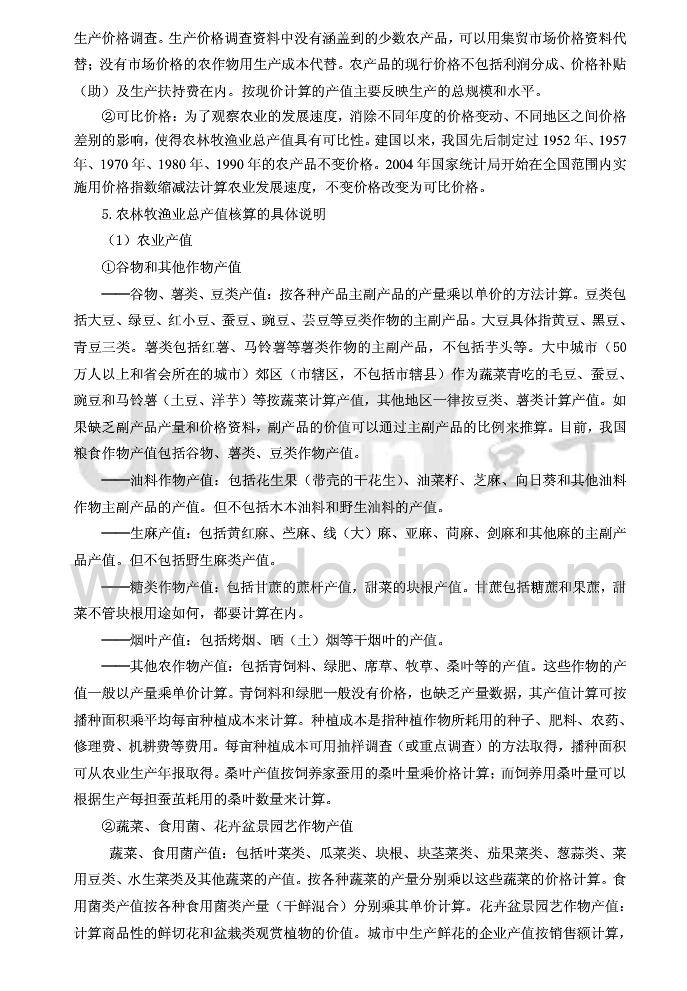 生产价格调查。生产价格调查资料中没有涵盖到的少数农产品，可以用集贸市场价格资料代
替；没有市场价格的农作物用生产成本代替。农产品的现行价格不包括利润分成、价格补贴
（助）及生产扶持费在内。按现价计算的产值主要反映生产的总规模和水平。
②可比价格：为了观察农业的发展速度，消除不同年度的价格变动、不同地区之间价格
差别的影响，使得农林牧渔业总产值具有可比性。建国以来，我国先后制定过 1952 年、1957
年、1970 年、1980 年、1990 年的农产品不变价格。2004 年国家统计局开始在全国范围内实
施用价格指数缩减法计算农业发展速度，不变价格改变为可比价格。
5.农林牧渔业总产值核算的具体说明
（1）农业产值
①谷物和其他作物产值
——谷物、薯类、豆类产值：按各种产品主副产品的产量乘以单价的方法计算。豆类包
括大豆、绿豆、红小豆、蚕豆、豌豆、芸豆等豆类作物的主副产品。大豆具体指黄豆、黑豆、
青豆三类。薯类包括红薯、马铃薯等薯类作物的主副产品，不包括芋头等。大中城市（50
万人以上和省会所在的城市）郊区（市辖区，不包括市辖县）作为蔬菜青吃的毛豆、蚕豆、
豌豆和马铃薯（土豆、洋芋）等按蔬菜计算产值，其他地区一律按豆类、薯类计算产值。如
果缺乏副产品产量和价格资料，副产品的价值可以通过主副产品的比例来推算。目前，我国
粮食作物产值包括谷物、薯类、豆类作物产值。
——油料作物产值：包括花生果（带壳的干花生）、油菜籽、芝麻、向日葵和其他油料
作物主副产品的产值。但不包括木本油料和野生油料的产值。
——生麻产值：包括黄红麻、苎麻、线（大）麻、亚麻、苘麻、剑麻和其他麻的主副产
品产值。但不包括野生麻类产值。
——糖类作物产值：包括甘蔗的蔗杆产值，甜菜的块根产值。甘蔗包括糖蔗和果蔗，甜
菜不管块根用途如何，都要计算在内。
——烟叶产值：包括烤烟、晒（土）烟等干烟叶的产值。
——其他农作物产值：包括青饲料、绿肥、席草、牧草、桑叶等的产值。这些作物的产
值一般以产量乘单价计算。青饲料和绿肥一般没有价格，也缺乏产量数据，其产值计算可按
播种面积乘平均每亩种植成本来计算。种植成本是指种植作物所耗用的种子、肥料、农药、
修理费、机耕费等费用。每亩种植成本可用抽样调查（或重点调查）的方法取得，播种面积
可从农业生产年报取得。桑叶产值按饲养家蚕用的桑叶量乘价格计算；而饲养用桑叶量可以
根据生产每担蚕茧耗用的桑叶数量来计算。
②蔬菜、食用菌、花卉盆景园艺作物产值
蔬菜、食用菌产值：包括叶菜类、瓜菜类、块根、块茎菜类、茄果菜类、葱蒜类、菜
用豆类、水生菜类及其他蔬菜的产值。按各种蔬菜的产量分别乘以这些蔬菜的价格计算。食
用菌类产值按各种食用菌类产量（干鲜混合）分别乘其单价计算。花卉盆景园艺作物产值：
计算商品性的鲜切花和盆栽类观赏植物的价值。城市中生产鲜花的企业产值按销售额计算，
doc in 豆丁
www.docin.com